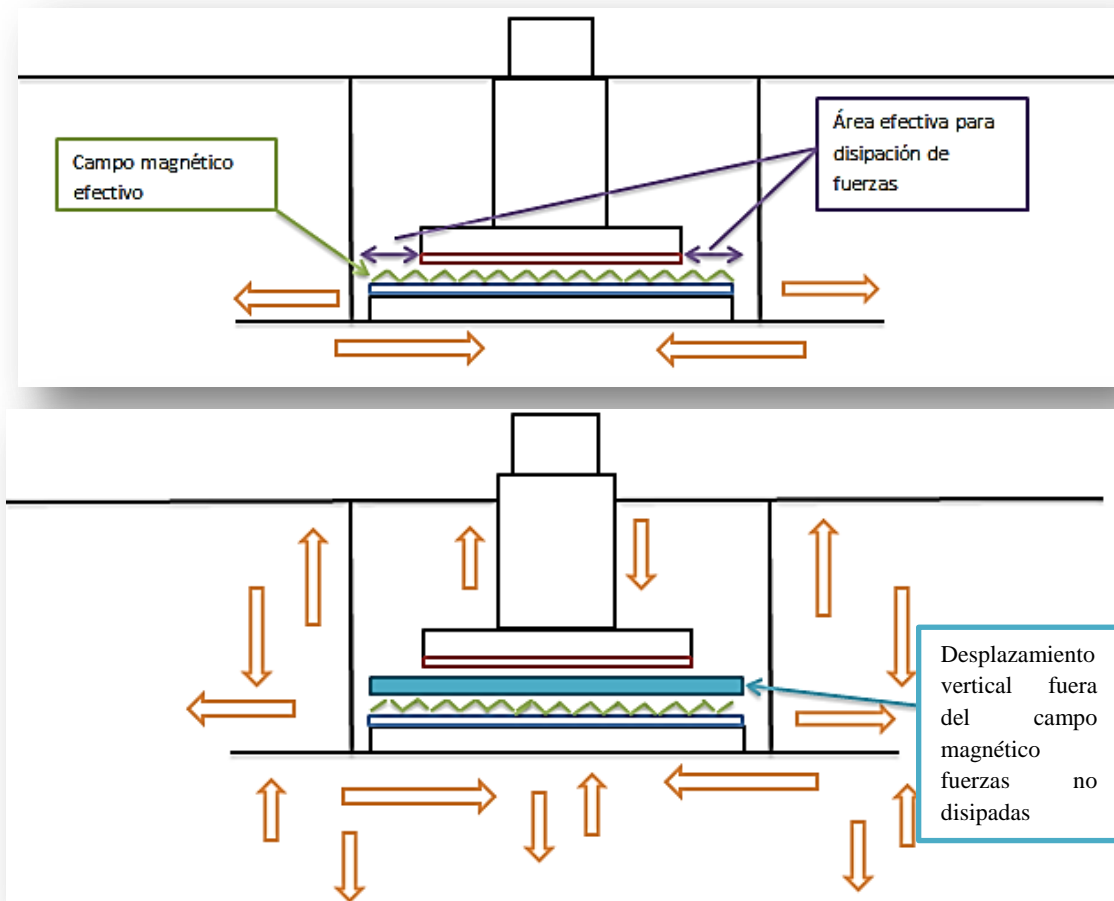 Campo magnético
efectivo
Área efectiva para
disipación de
fuerzas
Desplazamiento
vertical fuera
del campo
magnético
fuerzas no
disipadas